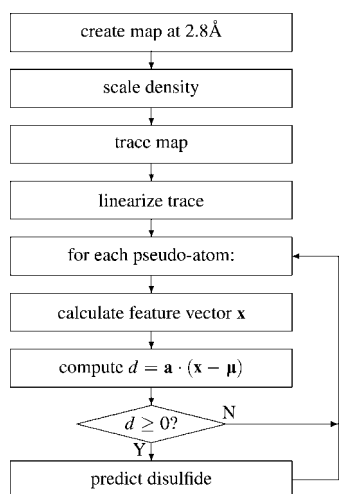 create map at 2.8Å
scale density
trace map
linearize trace
for each pseudo-atom:
calculate feature vector x
compute d = a · (x − μ)
d ≥ 0?
N
Y
predict disulfide